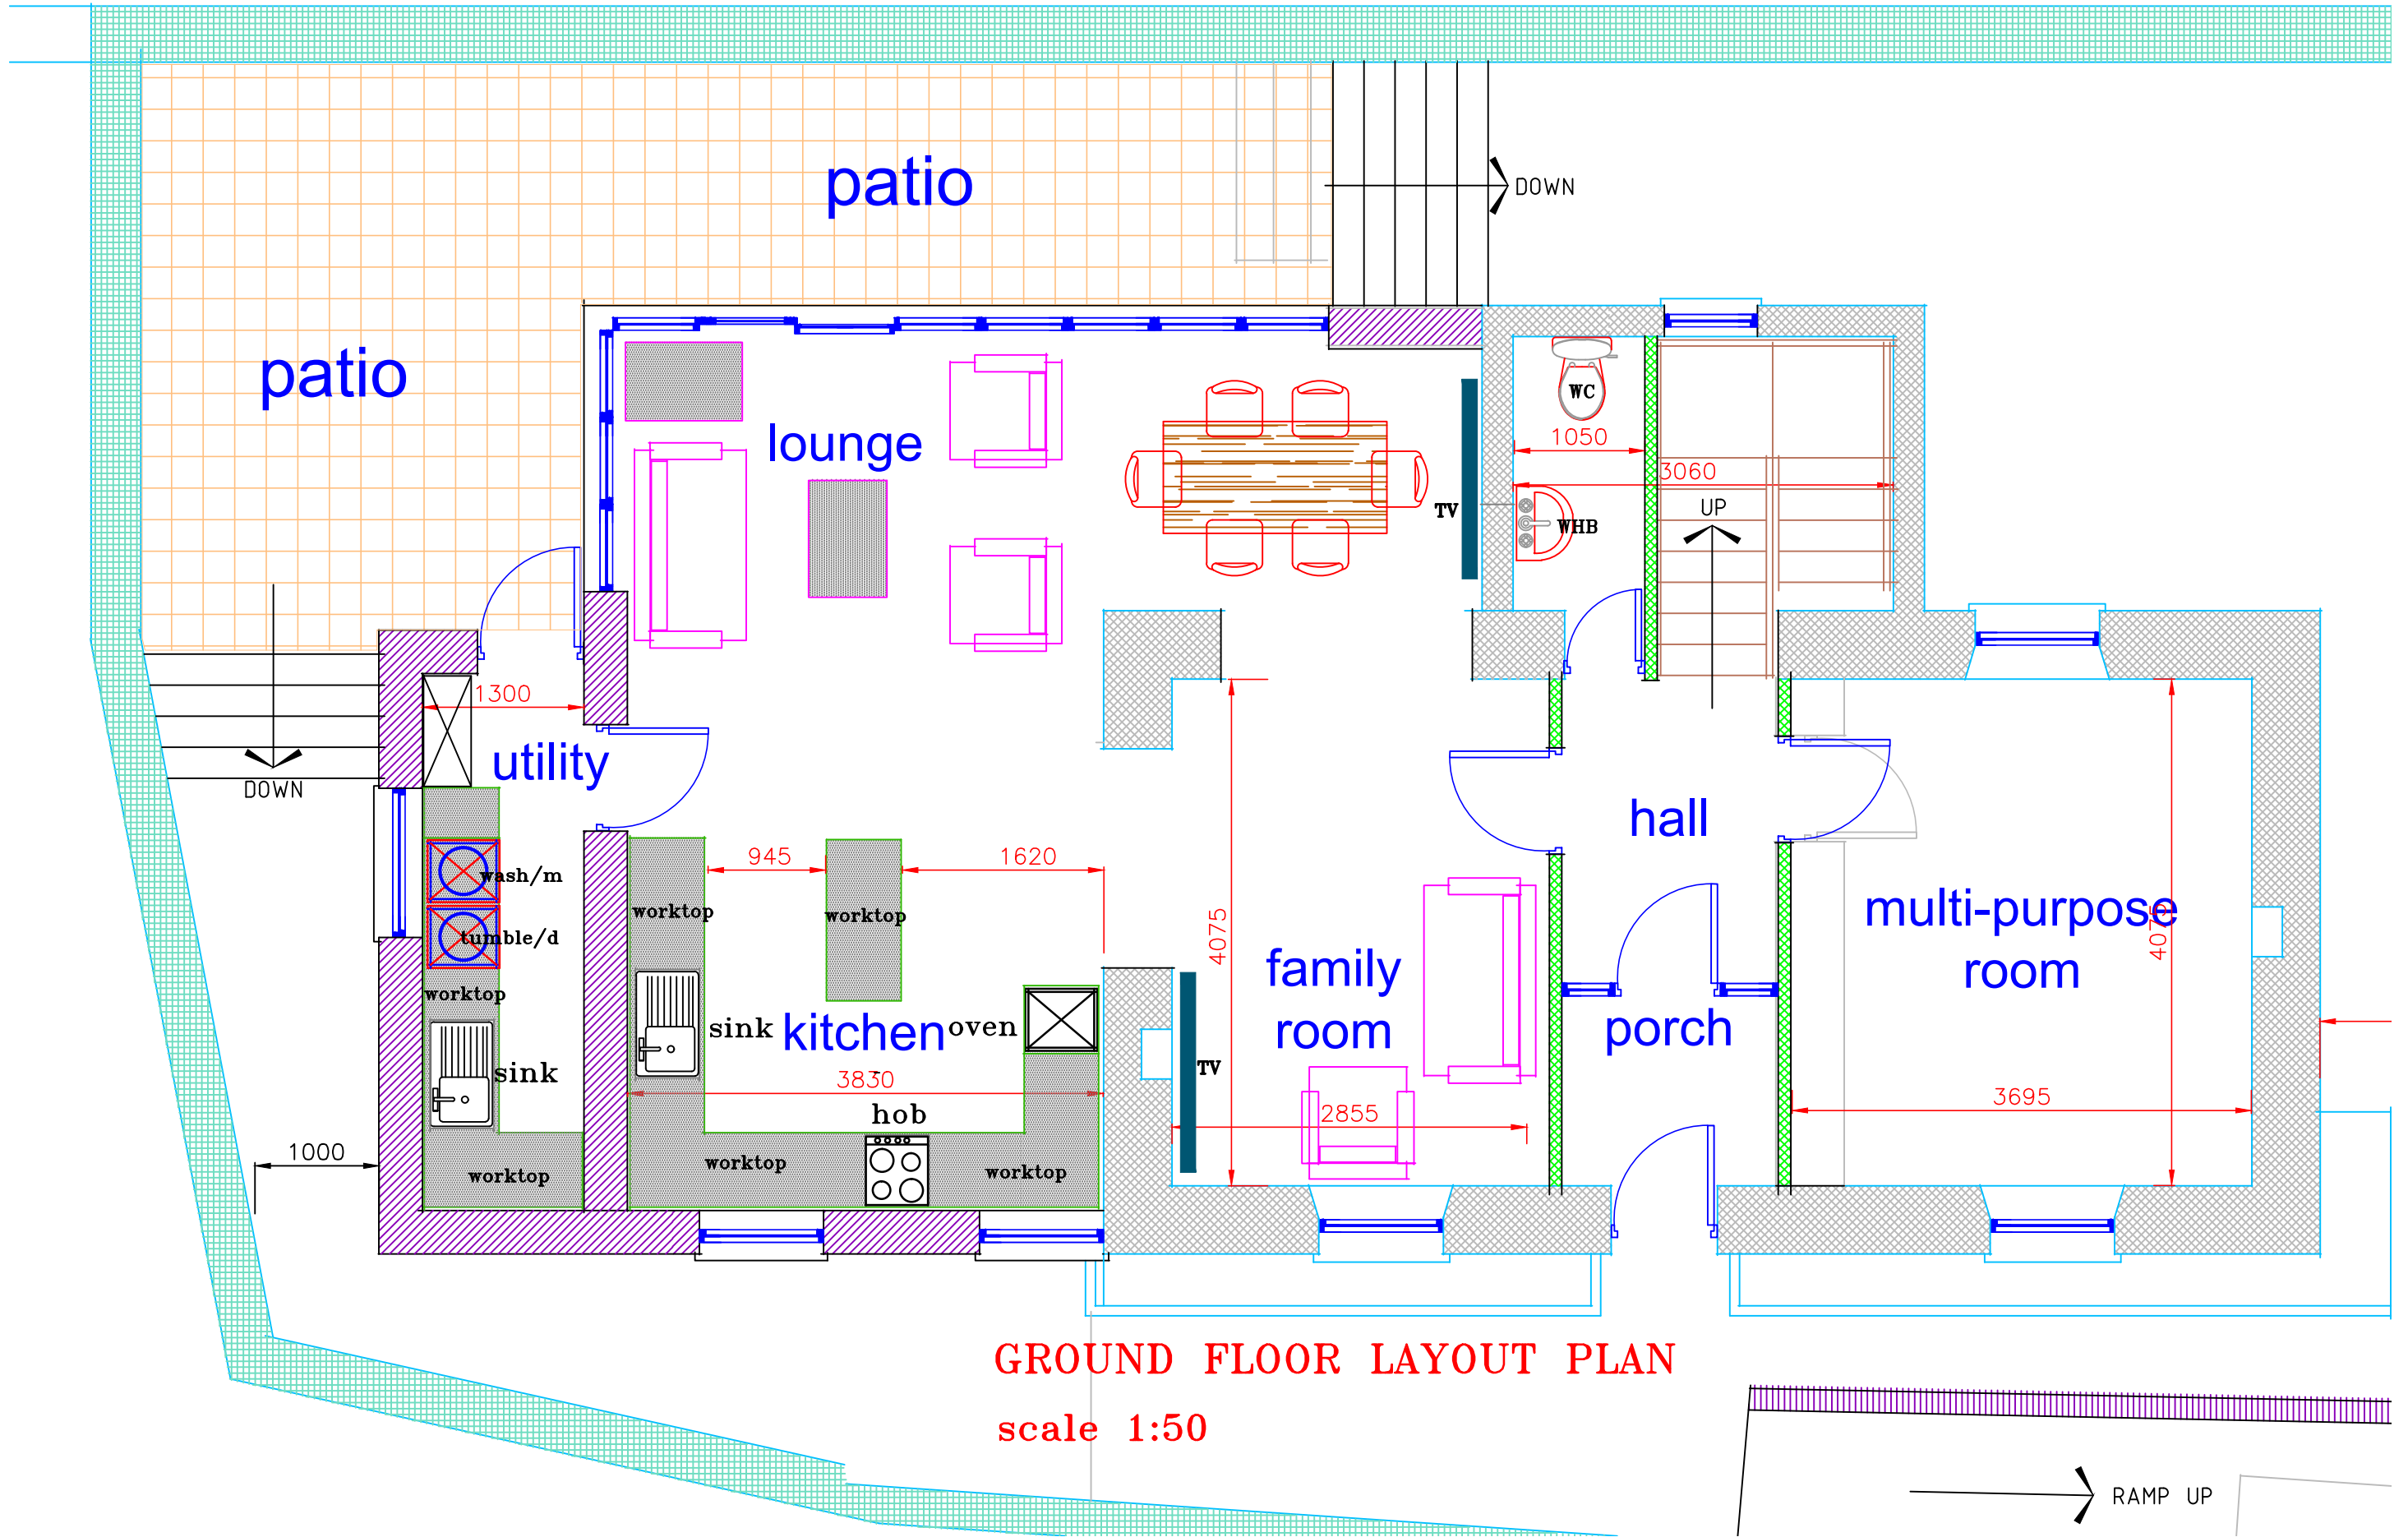 patio
DOWN
patio
lounge
WC
1050
3060
UP
TV
WHB
1300
utility
DOWN
hall
945
1620
wash/m
worktop
worktop
tumble/d
4075
multi-purpose
room
4075
family
room
worktop
sink
kitchen
oven
porch
sink
TV
3830
hob
2855
3695
1000
worktop
worktop
worktop
GROUND FLOOR LAYOUT PLAN
scale 1:50
RAMP UP